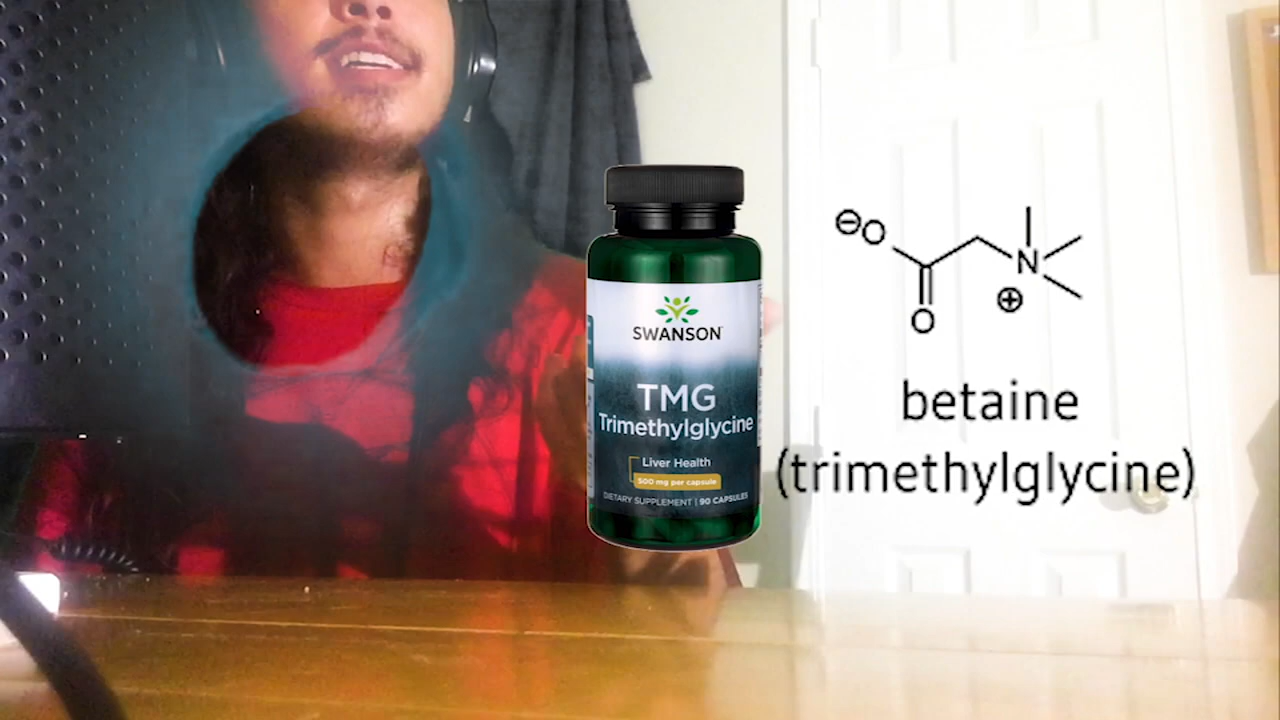 SWANSON
TMG
Trimethylglycine
Liver Health
500 mg per capsule
DIETARY SUPPLEMENT | 90 CAPSULES
⊖O
N
⊕
O
betaine
(trimethylglycine)